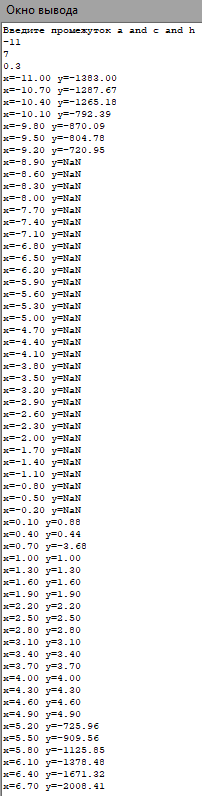 Окно вывода
Введите промежуток a and c and h
-11
7
0.3
x=-11.00 y=-1383.00
x=-10.70 y=-1287.67
x=-10.40 y=-1265.18
x=-10.10 y=-792.39
x=-9.80 y=-870.09
x=-9.50 y=-804.78
x=-9.20 y=-720.95
x=-8.90 y=NaN
x=-8.60 y=NaN
x=-8.30 y=NaN
x=-8.00 y=NaN
x=-7.70 y=NaN
x=-7.40 y=NaN
x=-7.10 y=NaN
x=-6.80 y=NaN
x=-6.50 y=NaN
x=-6.20 y=NaN
x=-5.90 y=NaN
x=-5.60 y=NaN
x=-5.30 y=NaN
x=-5.00 y=NaN
x=-4.70 y=NaN
x=-4.40 y=NaN
x=-4.10 y=NaN
x=-3.80 y=NaN
x=-3.50 y=NaN
x=-3.20 y=NaN
x=-2.90 y=NaN
x=-2.60 y=NaN
x=-2.30 y=NaN
x=-2.00 y=NaN
x=-1.70 y=NaN
x=-1.40 y=NaN
x=-1.10 y=NaN
x=-0.80 y=NaN
x=-0.50 y=NaN
x=-0.20 y=NaN
x=0.10 y=0.88
x=0.40 y=0.44
x=0.70 y=-3.68
x=1.00 y=1.00
x=1.30 y=1.30
x=1.60 y=1.60
x=1.90 y=1.90
x=2.20 y=2.20
x=2.50 y=2.50
x=2.80 y=2.80
x=3.10 y=3.10
x=3.40 y=3.40
x=3.70 y=3.70
x=4.00 y=4.00
x=4.30 y=4.30
x=4.60 y=4.60
x=4.90 y=4.90
x=5.20 y=-725.96
x=5.50 y=-909.56
x=5.80 y=-1125.85
x=6.10 y=-1378.48
x=6.40 y=-1671.32
x=6.70 y=-2008.41